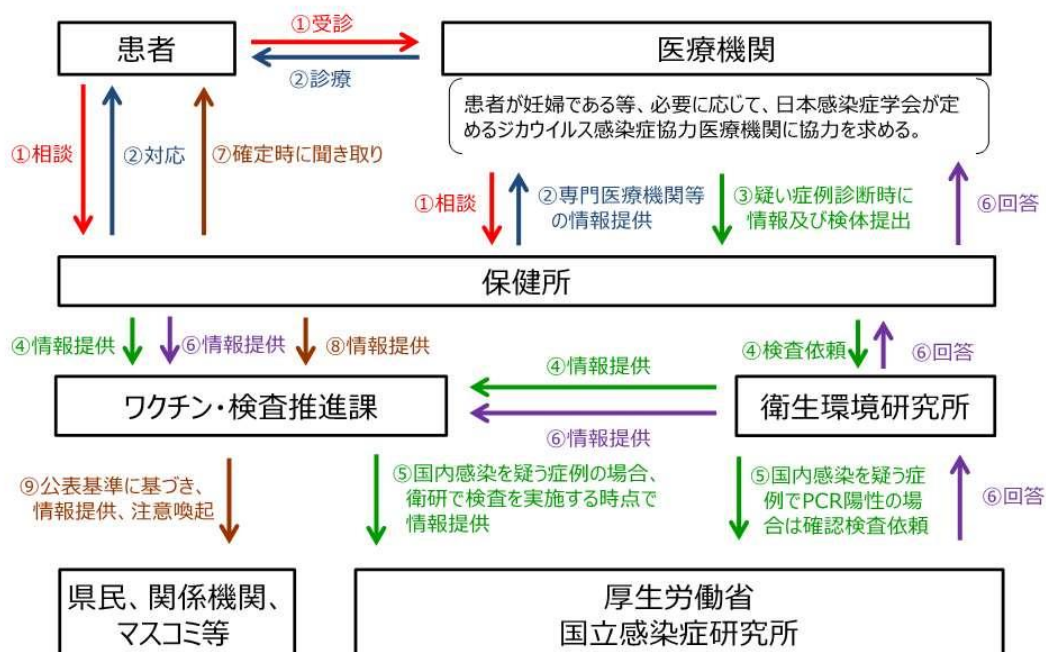 患者
①受診
②診療
医療機関
患者が妊婦である等、必要に応じて、日本感染症学会が定
めるジカウイルス感染症協力医療機関に協力を求める。
①相談
②対応
⑦確定時に聞き取り
①相談
②専門医療機関等
の情報提供
③疑い症例診断時に
情報及び検体提出
⑥回答
保健所
④情報提供
⑥情報提供
⑧情報提供
④検査依頼
⑥回答
④情報提供
⑥情報提供
ワクチン・検査推進課
衛生環境研究所
⑨公表基準に基づき、
情報提供、注意喚起
⑤国内感染を疑う症例の場合、
衛研で検査を実施する時点で
情報提供
⑤国内感染を疑う症
例でPCR陽性の場
合は確認検査依頼
⑥回答
県民、関係機関、
マスコミ等
厚生労働省
国立感染症研究所